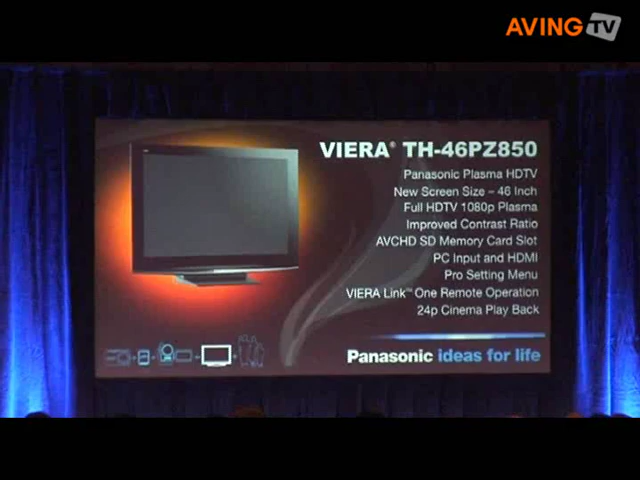 AVING TV
VIERA® TH-46PZ850
Panasonic Plasma HDTV
New Screen Size – 46 Inch
Full HDTV 1080p Plasma
Improved Contrast Ratio
AVCHD SD Memory Card Slot
PC Input and HDMI
Pro Setting Menu
VIERA Link™ One Remote Operation
24p Cinema Play Back
Panasonic ideas for life